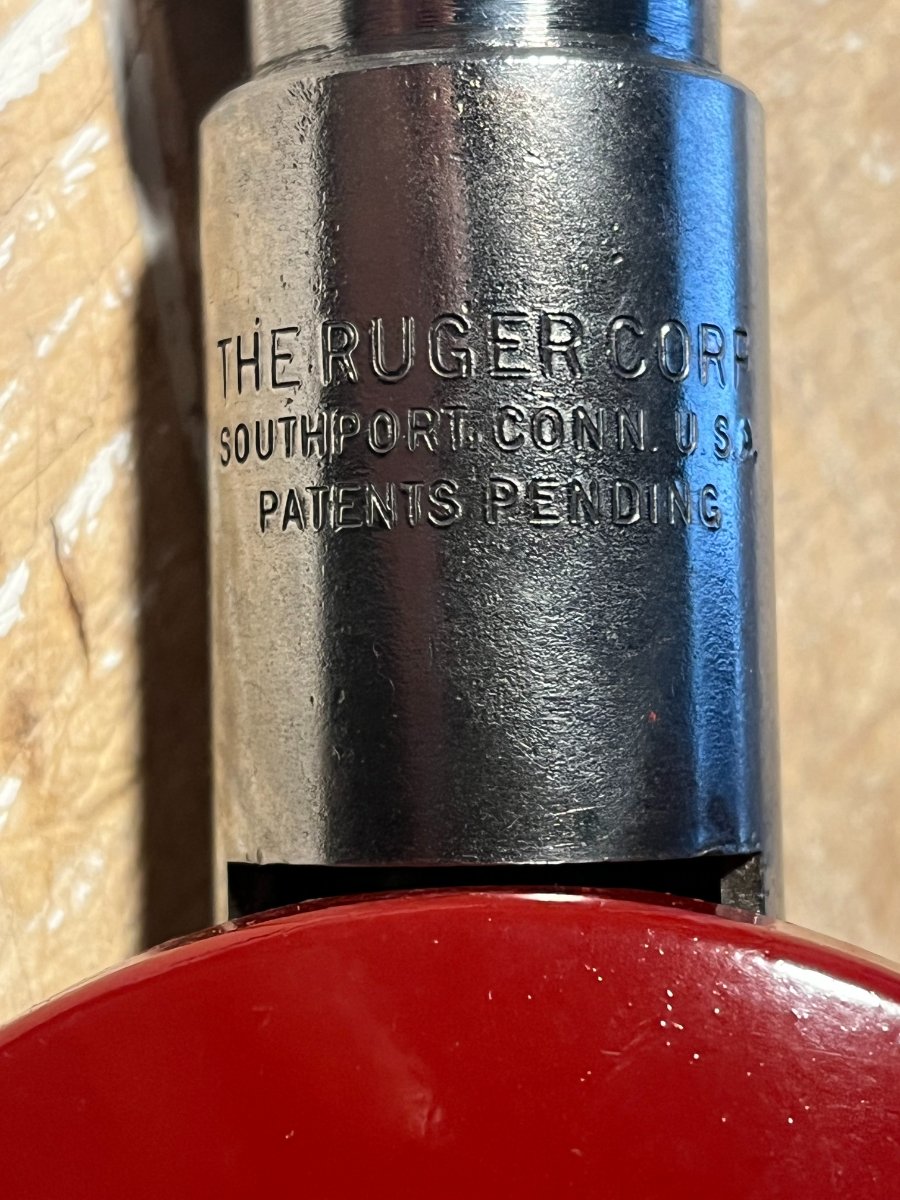 THE RUGER CORP
SOUTHPORT, CONN. U.S.A.
PATENTS PENDING